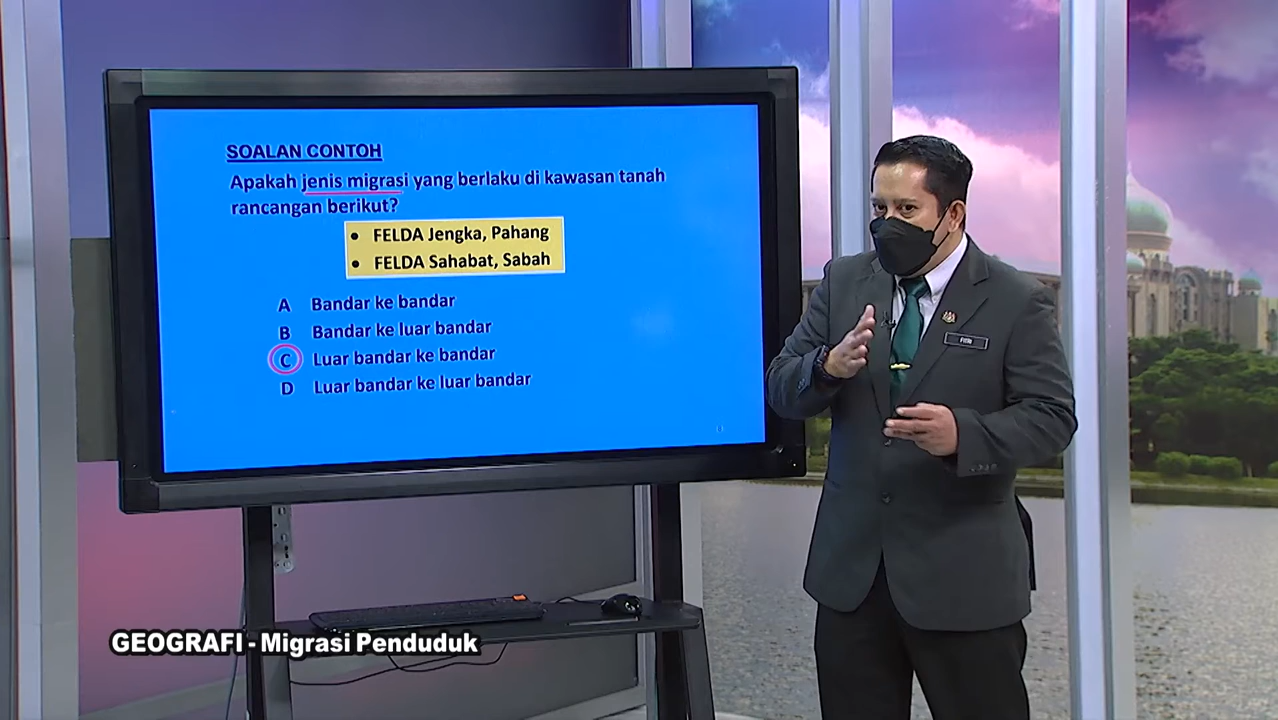 SOALAN CONTOH
Apakah jenis migrasi yang berlaku di kawasan tanah
rancangan berikut?
• FELDA Jengka, Pahang
• FELDA Sahabat, Sabah
A Bandar ke bandar
B Bandar ke luar bandar
C Luar bandar ke bandar
D Luar bandar ke luar bandar
FITRI
GEOGRAFI - Migrasi Penduduk